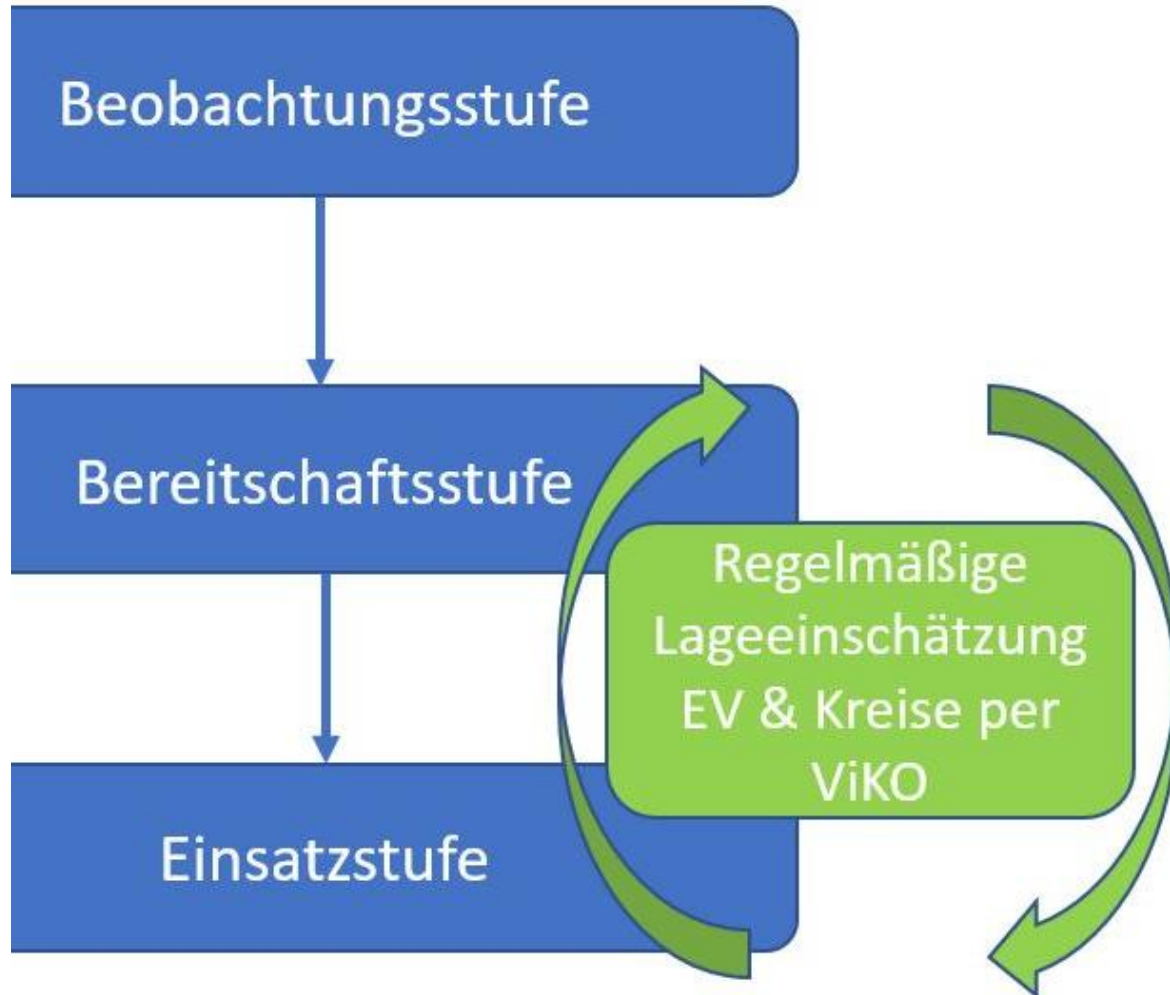 Beobachtungsstufe
Bereitschaftsstufe
Regelmäßige
Lageeinschätzung
EV & Kreise per
ViKO
Einsatzstufe